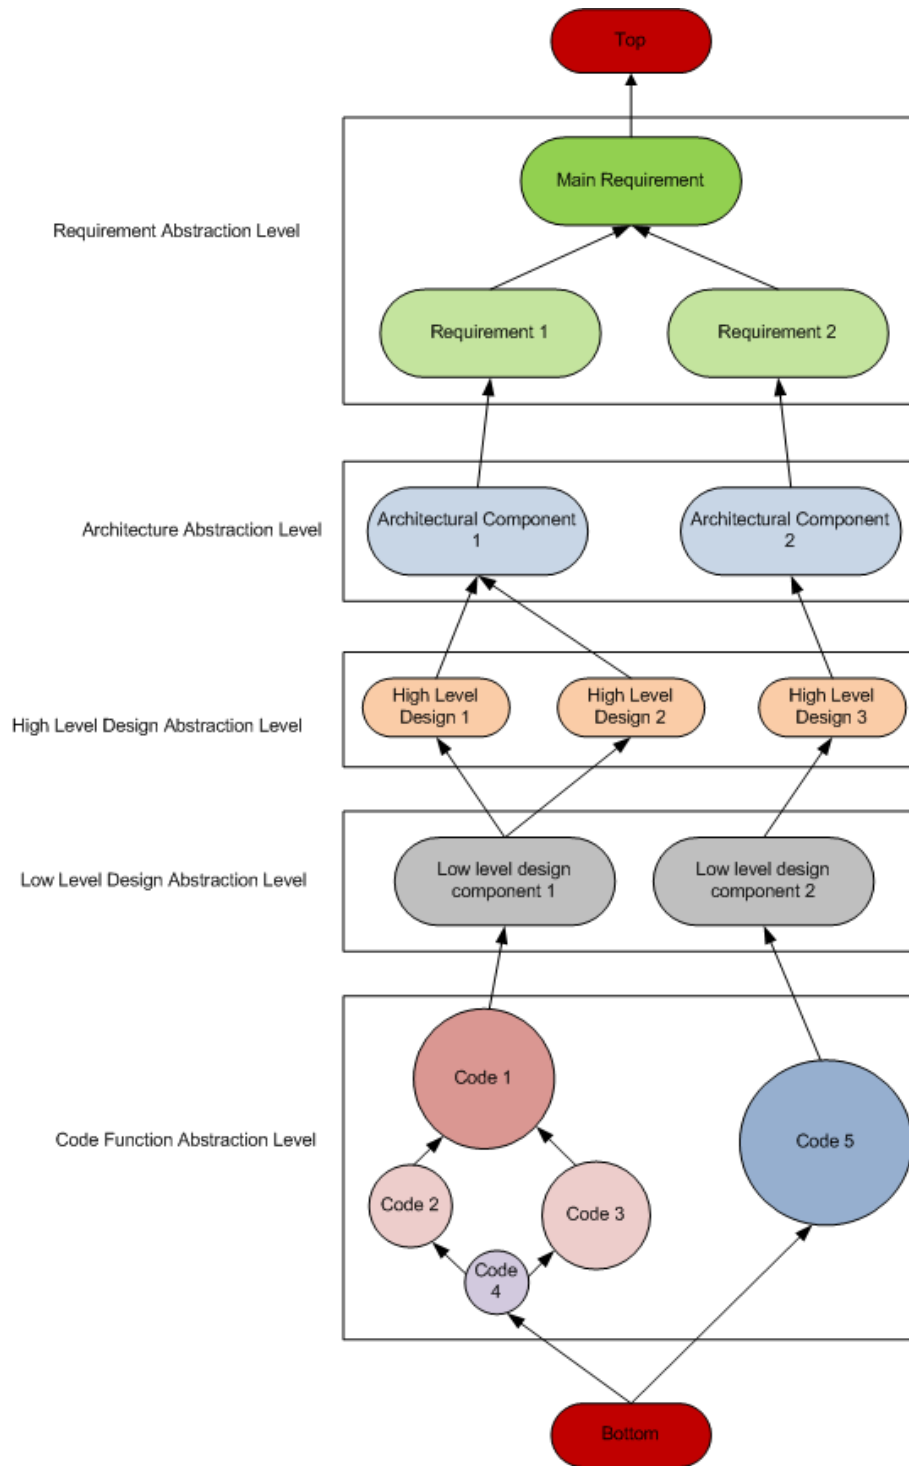 Top
Main Requirement
Requirement Abstraction Level
Requirement 1
Requirement 2
Architecture Abstraction Level
Architectural Component
1
Architectural Component
2
High Level Design Abstraction Level
High Level
Design 1
High Level
Design 2
High Level
Design 3
Low Level Design Abstraction Level
Low level design
component 1
Low level design
component 2
Code Function Abstraction Level
Code 1
Code 5
Code 2
Code 3
Code
4
Bottom